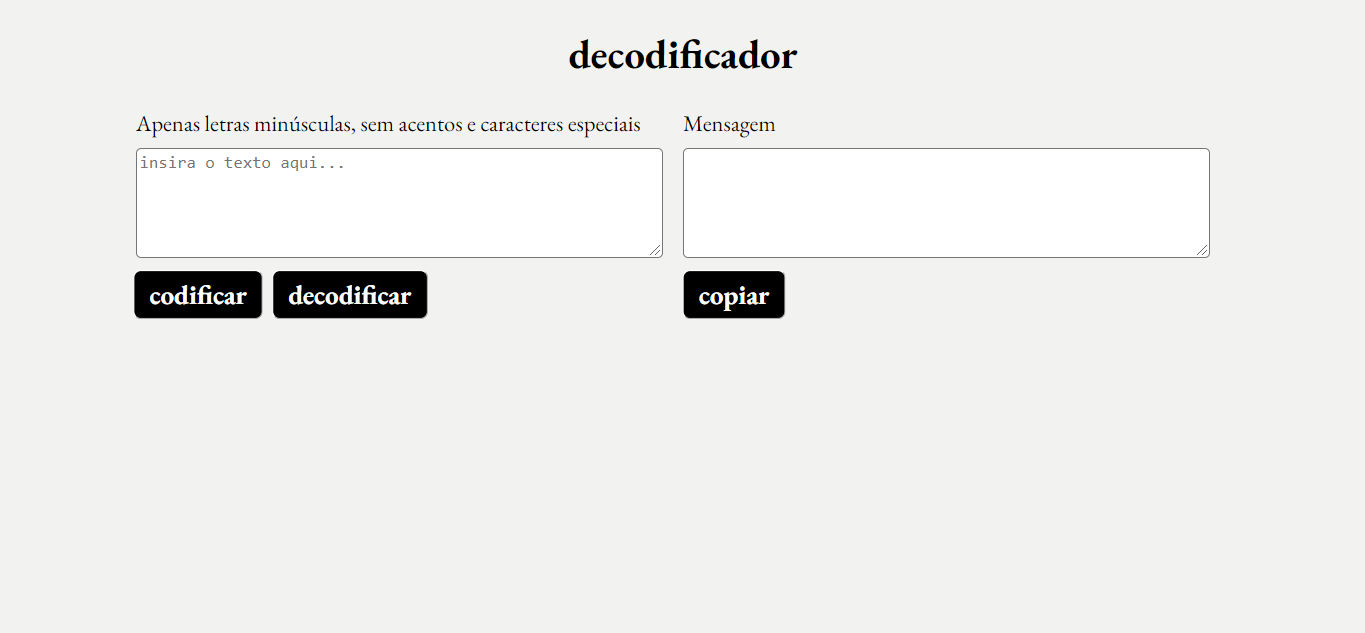 decodificador
Apenas letras minúsculas, sem acentos e caracteres especiais
insira o texto aqui...
codificar
decodificar
Mensagem
copiar